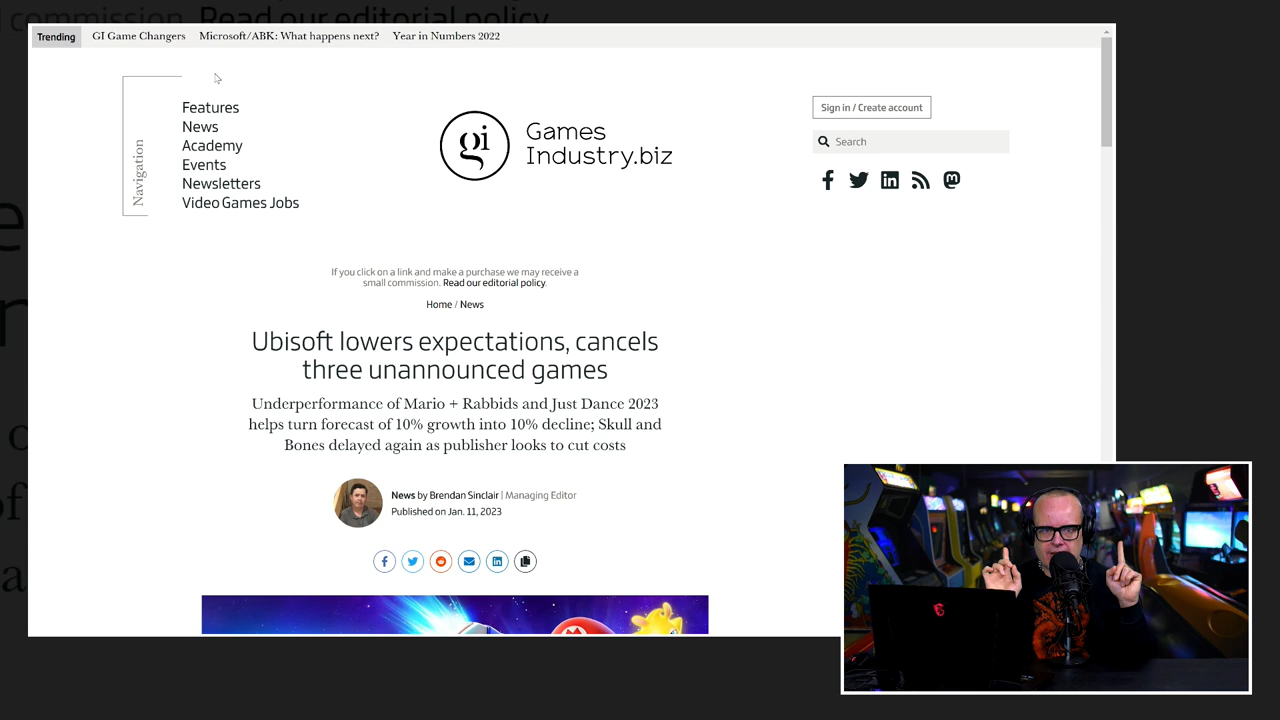 commission. Read our editorial policy.
Trending GI Game Changers Microsoft/ABK: What happens next? Year in Numbers 2022
Navigation
Features
News
Academy
Events
Newsletters
Video Games Jobs
gi Games
Industry.biz
Sign in / Create account
Search
If you click on a link and make a purchase we may receive a
small commission. Read our editorial policy.
Home / News
Ubisoft lowers expectations, cancels
three unannounced games
Underperformance of Mario + Rabbids and Just Dance 2023
helps turn forecast of 10% growth into 10% decline; Skull and
Bones delayed again as publisher looks to cut costs
News by Brendan Sinclair | Managing Editor
Published on Jan. 11, 2023